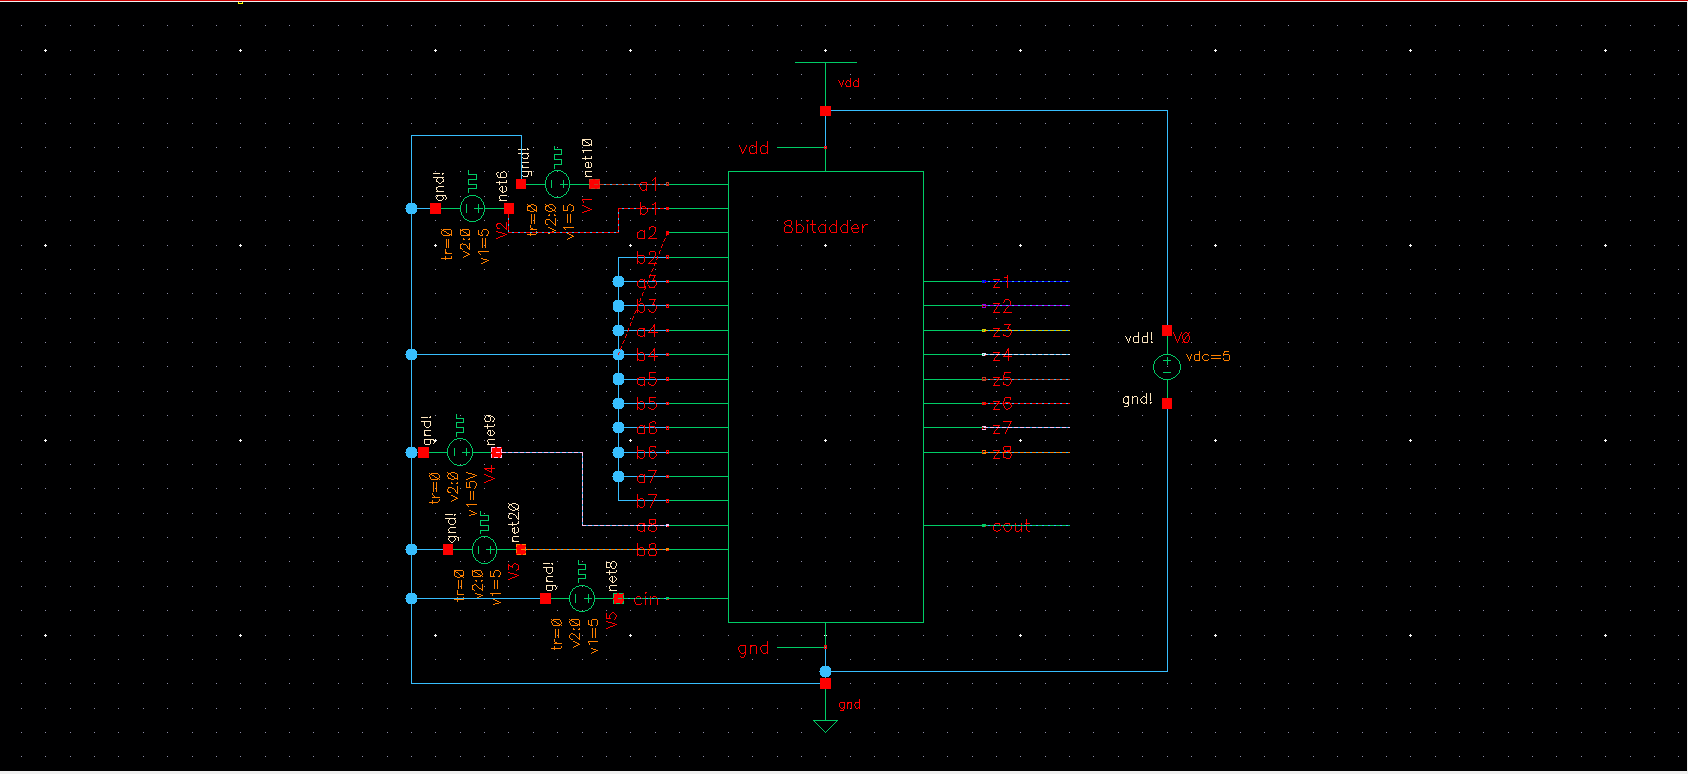 vdd
vdd
gnd!
net10
a1
V1
tr=0
v2:0
v1=5
gnd!
net6
b1
V2
tr=0
v2:0
v1=5
8bitadder
a2
b2
a3
b3
a4
b4
a5
b5
a6
b6
a7
b7
a8
b8
cin
z1
z2
z3
z4
z5
z6
z7
z8
cout
vdd!
V0
vdc=5
gnd!
gnd!
net9
V4
tr=0
v2:0
v1=5V
gnd!
net20
V3
tr=0
v2:0
v1=5
gnd!
net8
V5
tr=0
v2:0
v1=5
gnd
gnd